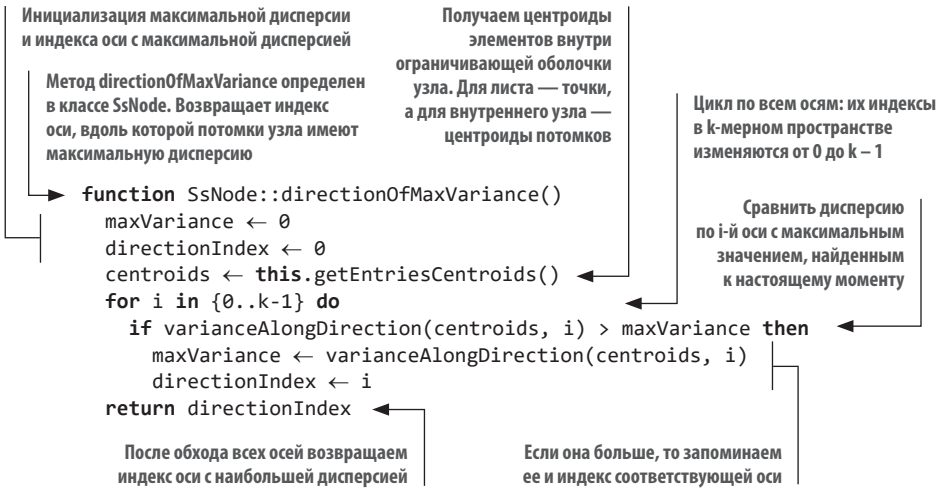 Инициализация максимальной дисперсии
и индекса оси с максимальной дисперсией
Метод directionOfMaxVariance определен
в классе SsNode. Возвращает индекс
оси, вдоль которой потомки узла имеют
максимальную дисперсию
Получаем центроиды
элементов внутри
ограничивающей оболочки
узла. Для листа — точки,
а для внутреннего узла —
центроиды потомков
Цикл по всем осям: их индексы
в k-мерном пространстве
изменяются от 0 до k – 1
Сравнить дисперсию
по i-й оси с максимальным
значением, найденным
к настоящему моменту
function SsNode::directionOfMaxVariance()
maxVariance ← 0
directionIndex ← 0
centroids ← this.getEntriesCentroids()
for i in {0..k-1} do
if varianceAlongDirection(centroids, i) > maxVariance then
maxVariance ← varianceAlongDirection(centroids, i)
directionIndex ← i
return directionIndex
После обхода всех осей возвращаем
индекс оси с наибольшей дисперсией
Если она больше, то запоминаем
ее и индекс соответствующей оси